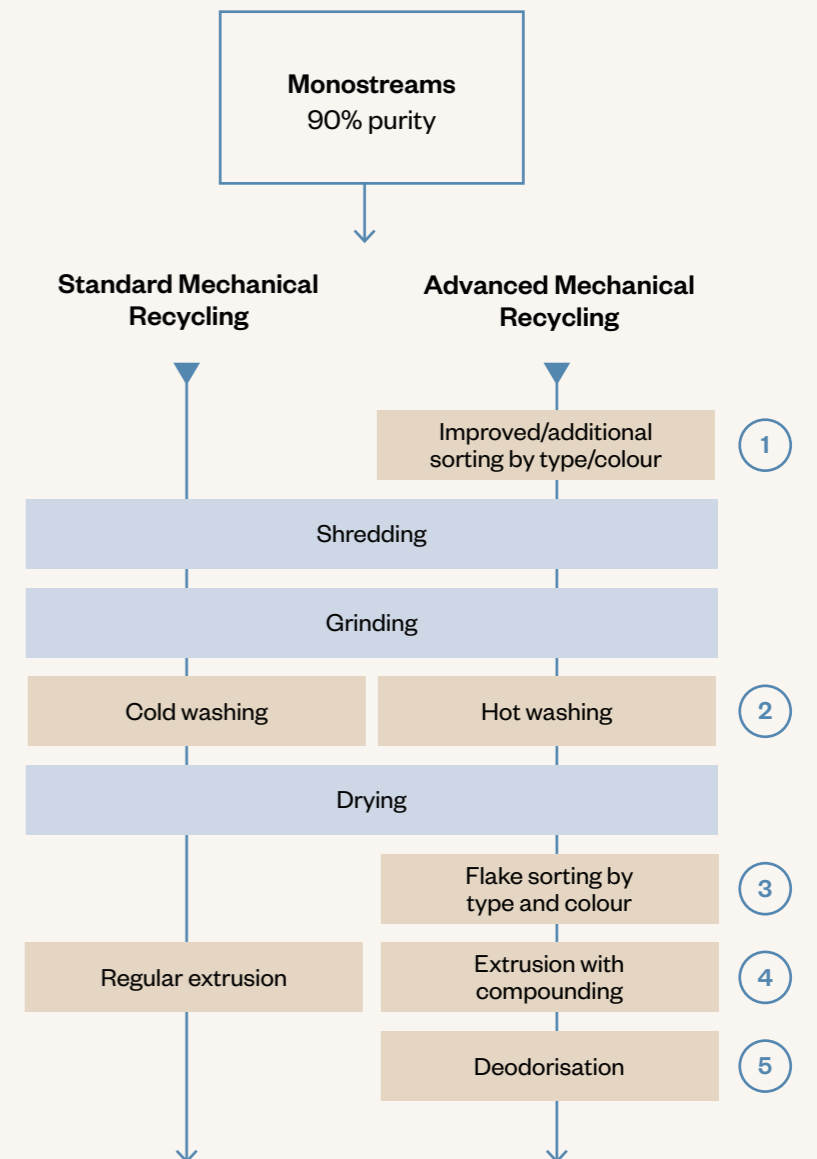 Monostreams
90% purity
Standard Mechanical
Recycling
Advanced Mechanical
Recycling
Improved/additional
sorting by type/colour
1
Shredding
Grinding
Cold washing
Hot washing
2
Drying
Flake sorting by
type and colour
3
Regular extrusion
Extrusion with
compounding
4
Deodorisation
5